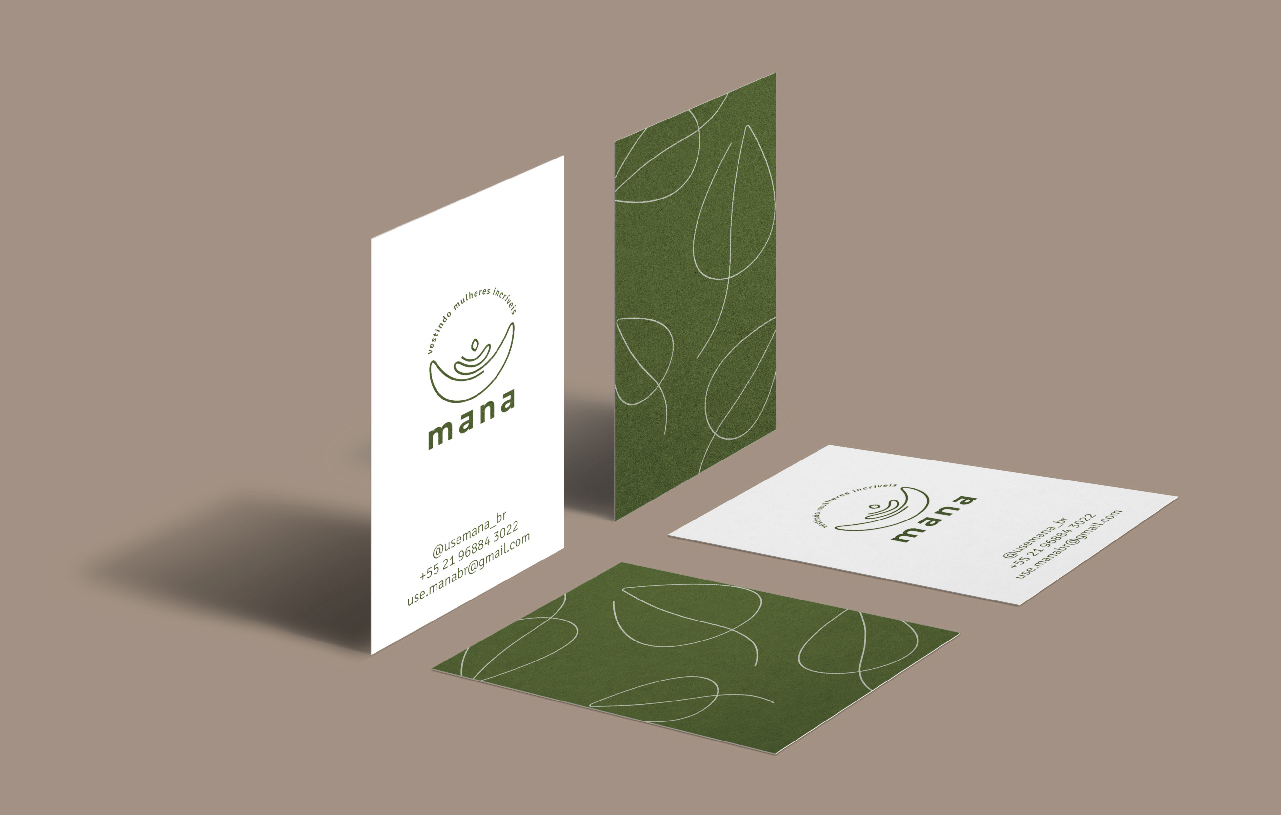 vestindo mulheres incríveis
mana
@usemana_br
+55 21 96884 3022
use.manabr@gmail.com
vestindo mulheres incríveis
mana
@usemana_br
+55 21 96884 3022
use.manabr@gmail.com